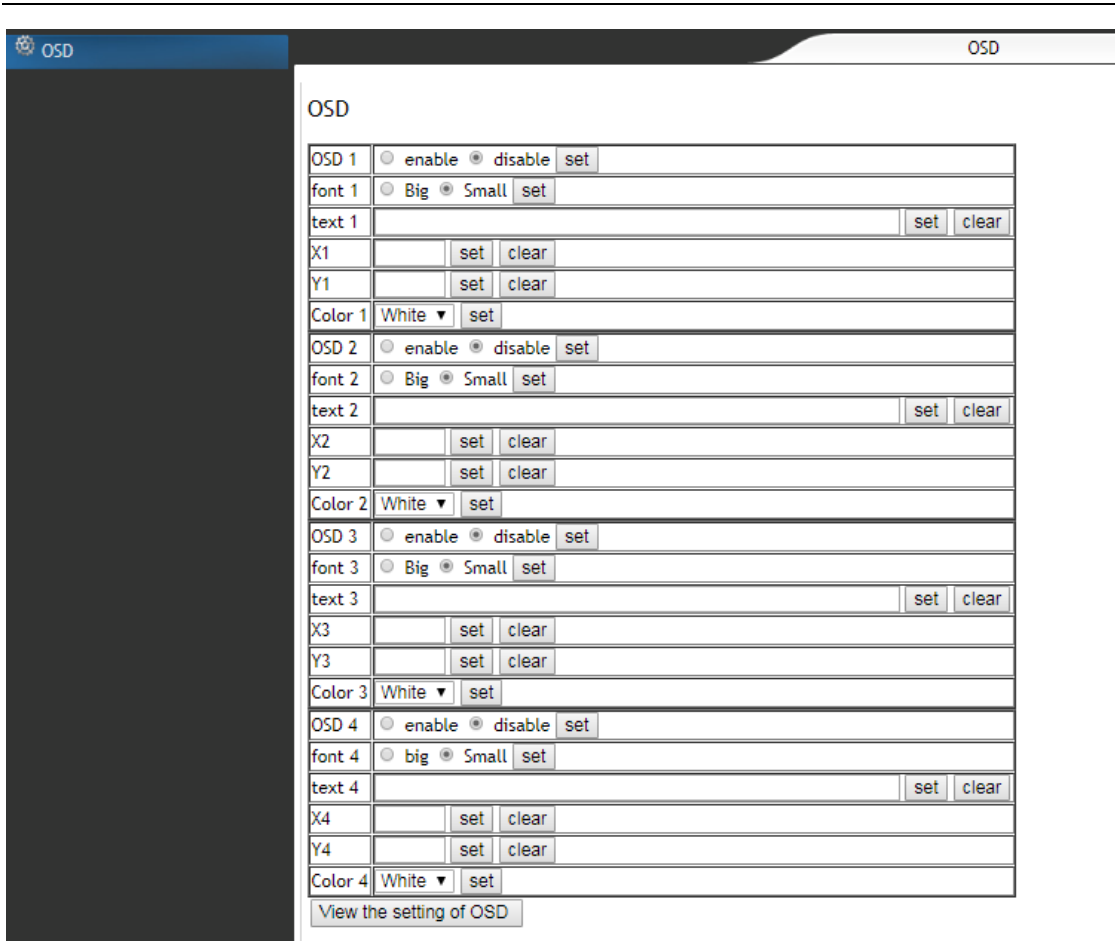 OSD
OSD
OSD
OSD 1 enable disable set
font 1 Big Small set
text 1 set clear
X1 set clear
Y1 set clear
Color 1 White set
OSD 2 enable disable set
font 2 Big Small set
text 2 set clear
X2 set clear
Y2 set clear
Color 2 White set
OSD 3 enable disable set
font 3 Big Small set
text 3 set clear
X3 set clear
Y3 set clear
Color 3 White set
OSD 4 enable disable set
font 4 big Small set
text 4 set clear
X4 set clear
Y4 set clear
Color 4 White set
View the setting of OSD